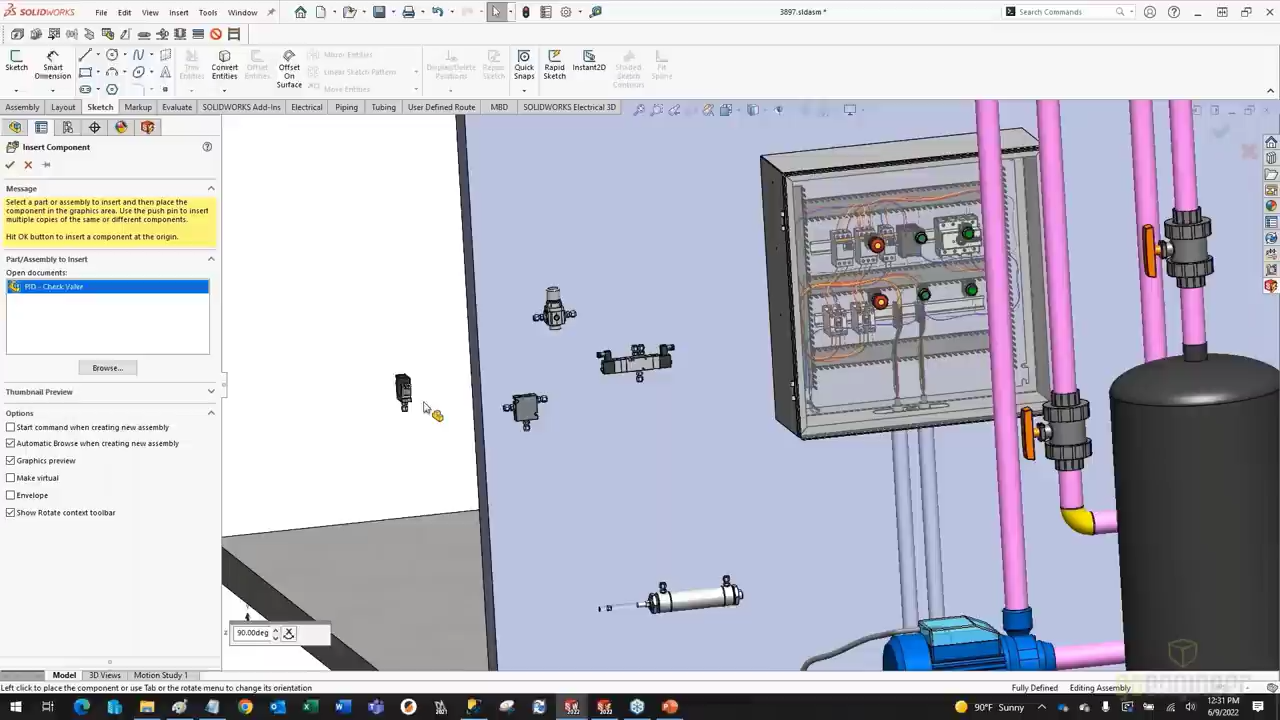 SOLIDWORKS
File
Edit
View
Insert
Tools
Window
3897.sldasm *
Search Commands
Sketch
Smart
Dimension
Trim
Entities
Convert
Entities
Offset
Entities
Offset
On
Surface
Mirror Entities
Linear Sketch Pattern
Move Entities
Display/Delete
Relations
Repair
Sketch
Quick
Snaps
Rapid
Sketch
Instant2D
Shaded
Sketch
Contours
Fit
Spline
Assembly
Layout
Sketch
Markup
Evaluate
SOLIDWORKS Add-Ins
Electrical
Piping
Tubing
User Defined Route
MBD
SOLIDWORKS Electrical 3D
Insert Component
Message
Select a part or assembly to insert and then place the
component in the graphics area. Use the push pin to insert
multiple copies of the same or different components.
Hit OK button to insert a component at the origin.
Part/Assembly to Insert
Open documents:
Browse...
Thumbnail Preview
Options
Start command when creating new assembly
Automatic Browse when creating new assembly
Graphics preview
Make virtual
Envelope
Show Rotate context toolbar
90.00deg
Model
3D Views
Motion Study 1
Left click to place the component or use Tab or the rotate menu to change its orientation
Fully Defined
Editing Assembly
90°F Sunny
12:31 PM
6/9/2022